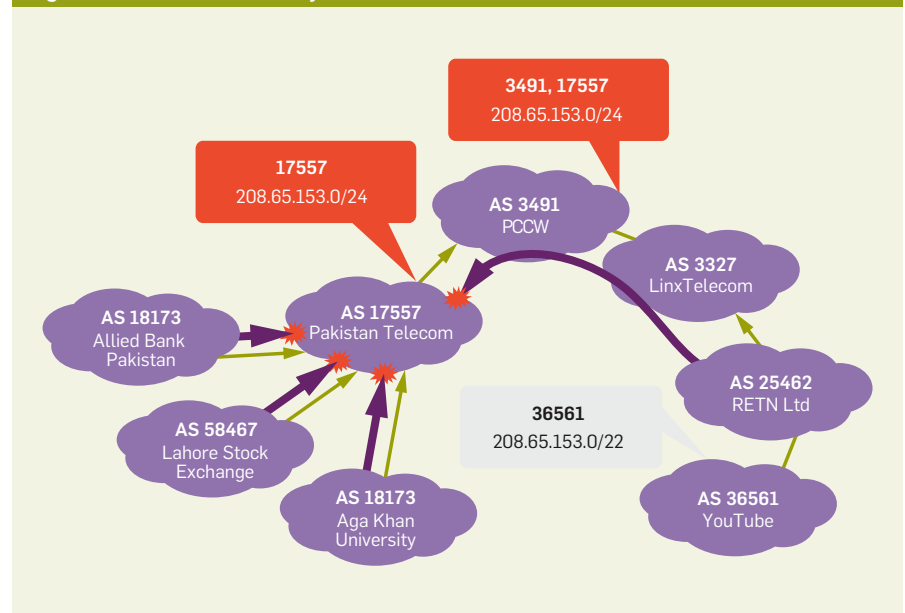 3491, 17557
208.65.153.0/24
17557
208.65.153.0/24
AS 3491
PCCW
AS 3327
LinxTelecom
AS 17557
Pakistan Telecom
AS 18173
Allied Bank
Pakistan
AS 25462
RETN Ltd
36561
208.65.153.0/22
AS 58467
Lahore Stock
Exchange
AS 36561
YouTube
AS 18173
Aga Khan
University